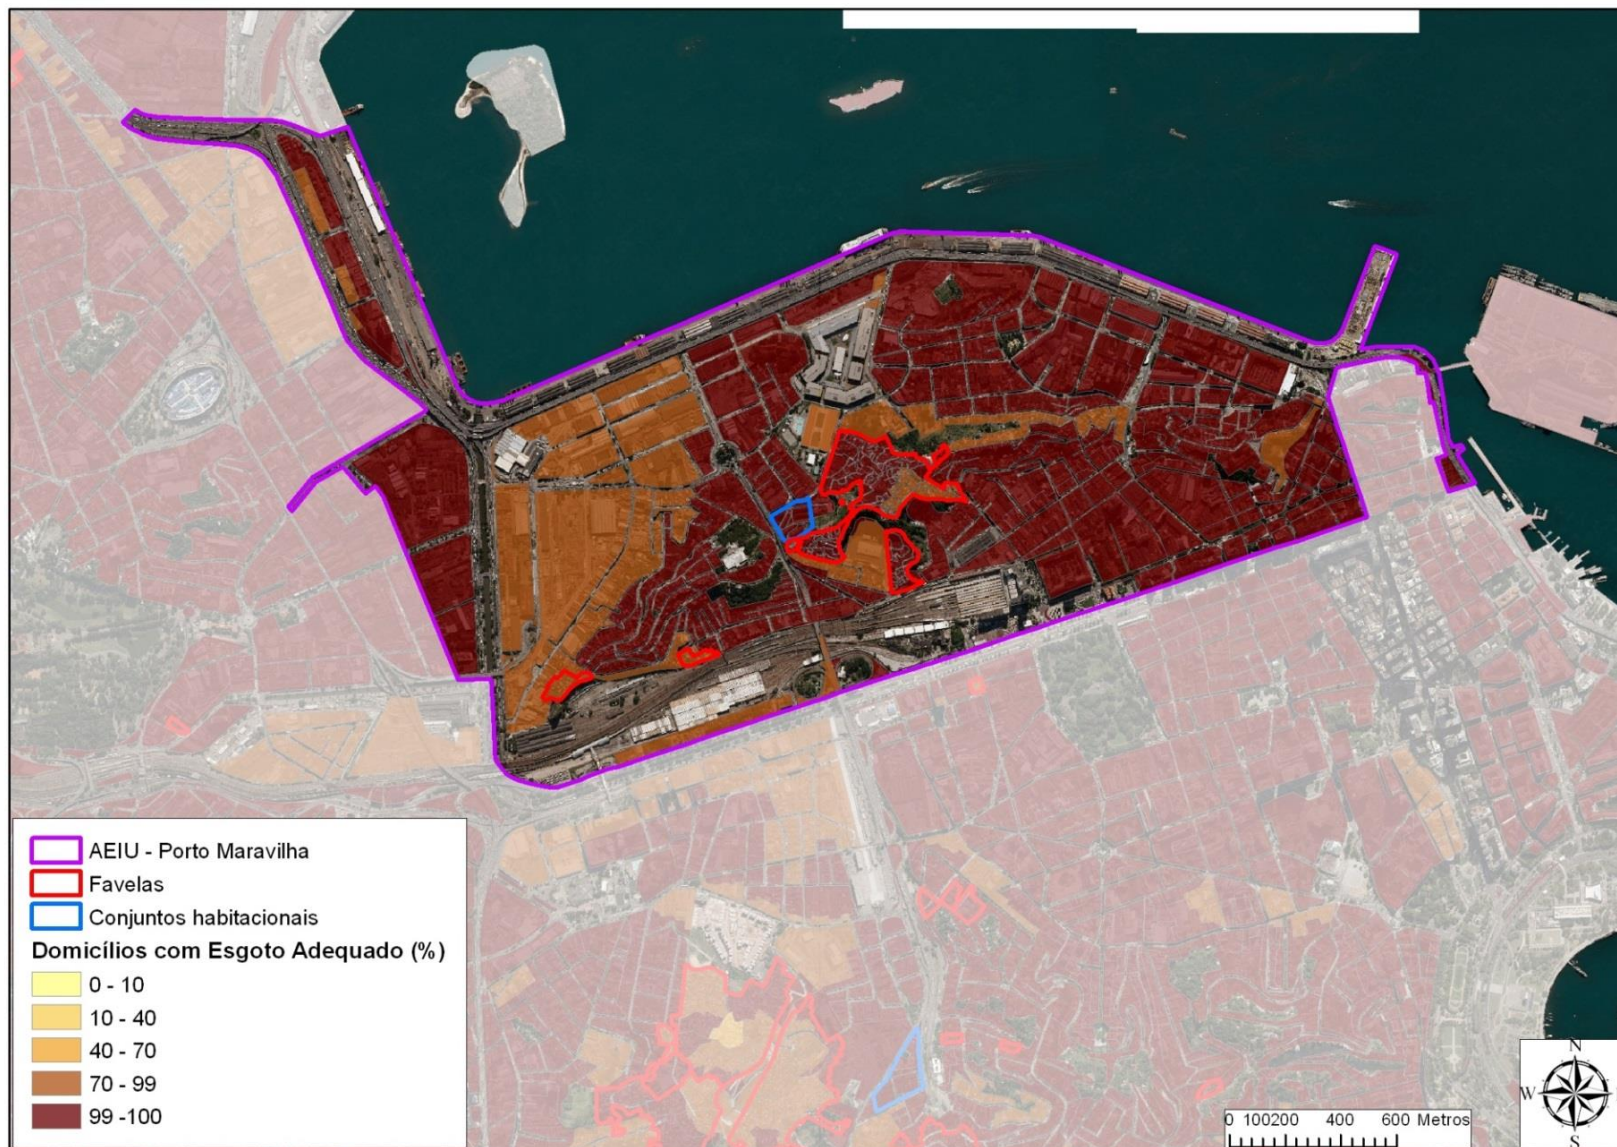 AEIU - Porto Maravilha
Favelas
Conjuntos habitacionais
Domicílios com Esgoto Adequado (%)
0 - 10
10 - 40
40 - 70
70 - 99
99 -100
0 100200 400 600 Metros
N
W
S